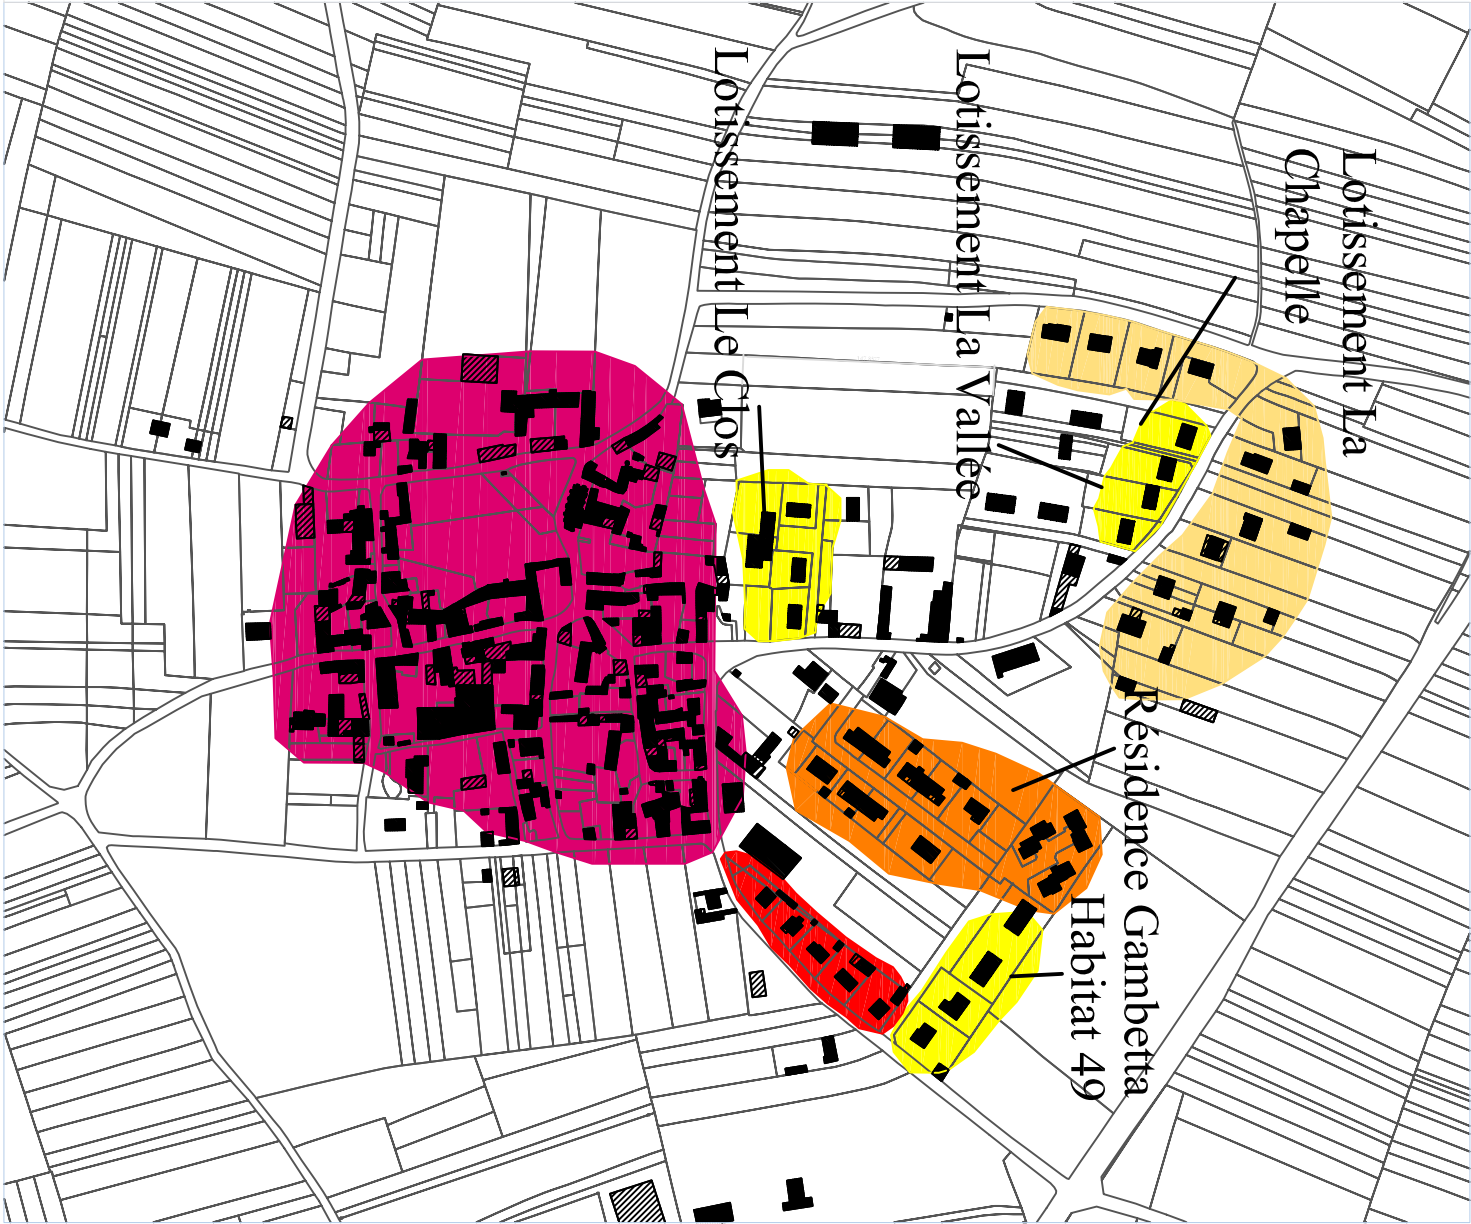 Lotissement La
Chapelle
Lotissement La Vallée
Lotissement Le Clos
Résidence Gambetta
Habitat 49